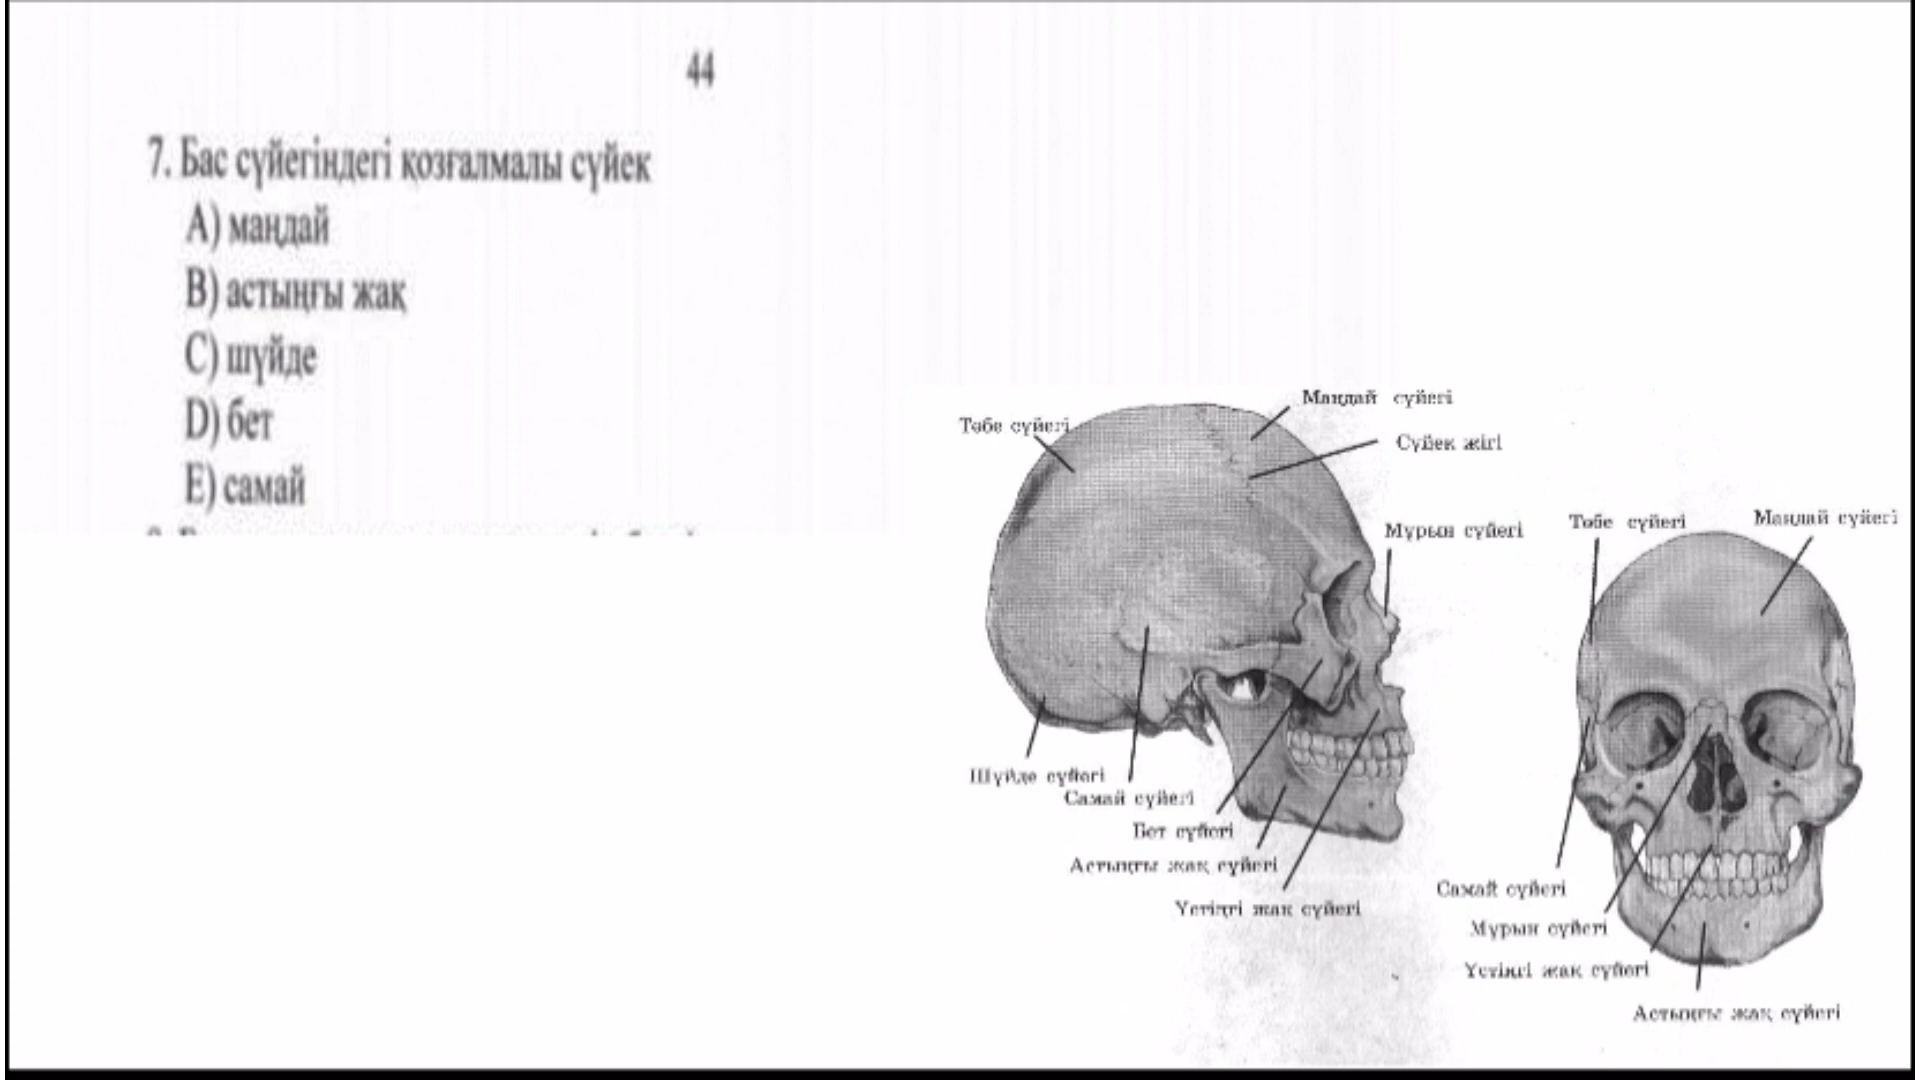 44
7. Бас сүйегіндегі қозғалмалы сүйек
A) маңдай
B) астыңғы жақ
C) шүйде
D) бет
E) самай
Маңдай сүйегі
Төбе сүйегі
Сүйек жігі
Мұрын сүйегі
Шүйде сүйегі
Самай сүйегі
Бет сүйегі
Астыңғы жақ сүйегі
Үстіңгі жақ сүйегі
Төбе сүйегі
Маңдай сүйегі
Самай сүйегі
Мұрын сүйегі
Үстіңгі жақ сүйегі
Астыңғы жақ сүйегі